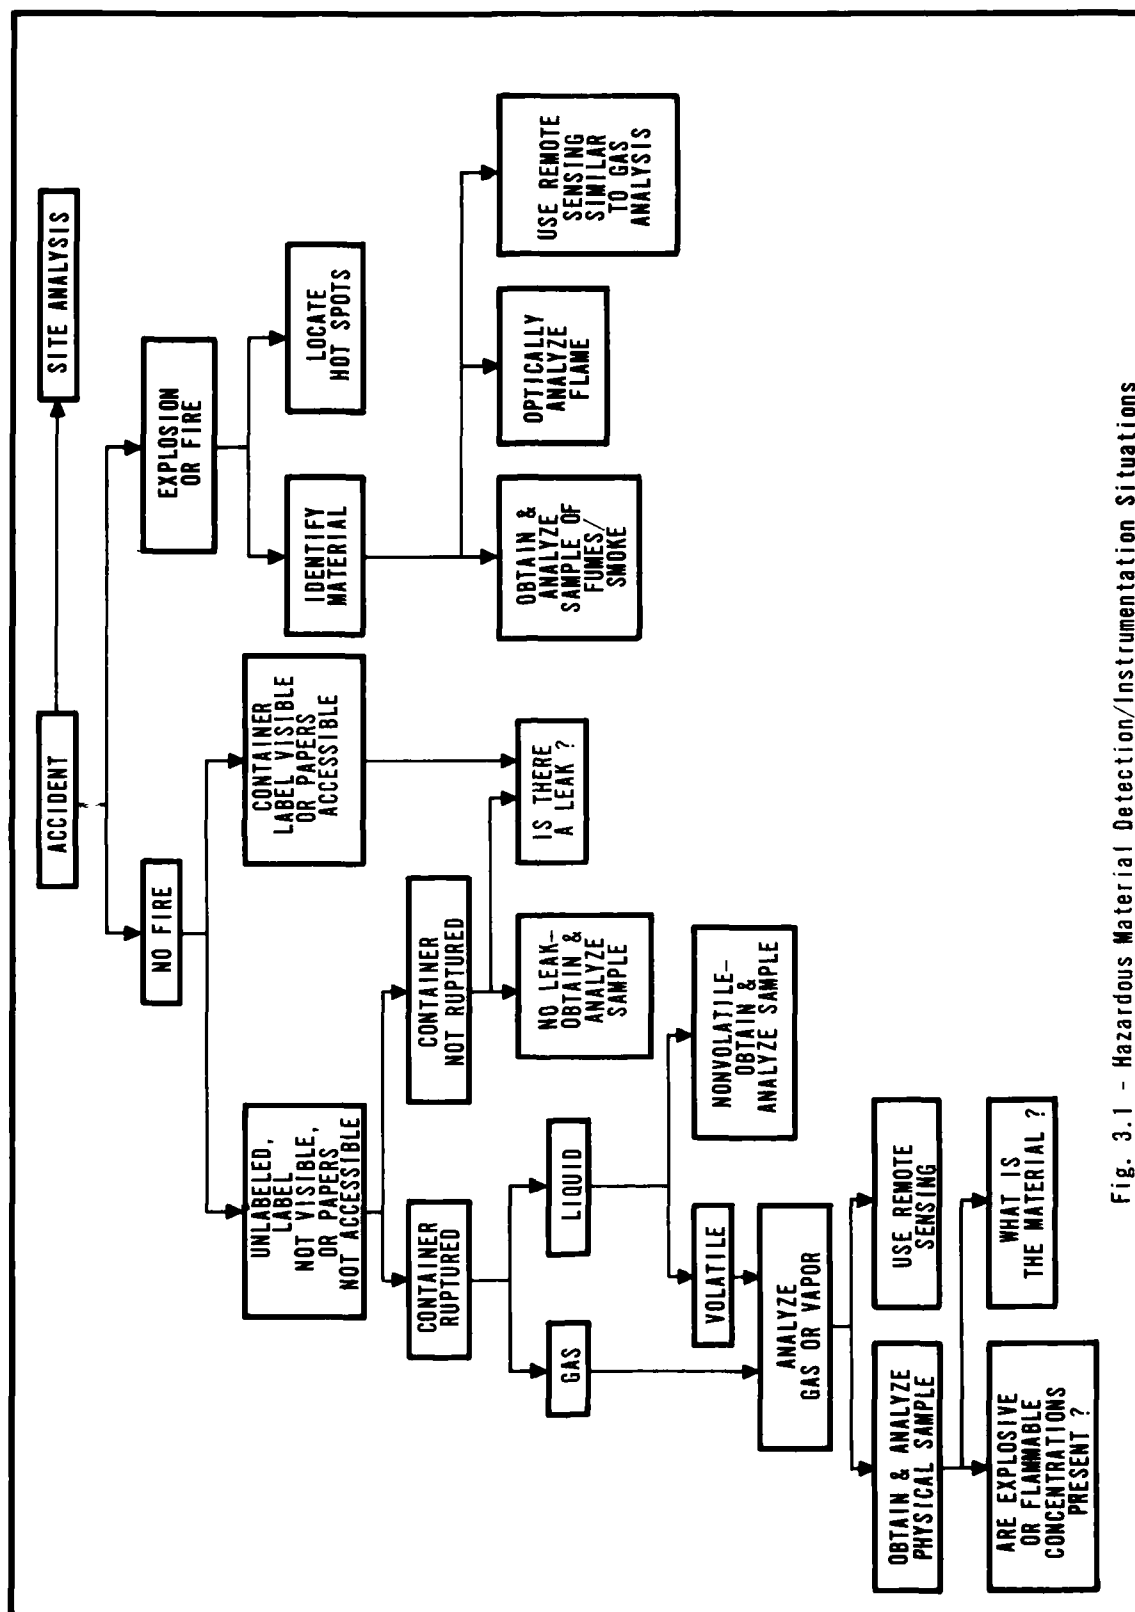 ACCIDENT
SITE ANALYSIS
NO FIRE
EXPLOSION
OR FIRE
UNLABELED,
LABEL
NOT VISIBLE,
OR PAPERS
NOT ACCESSIBLE
CONTAINER
LABEL VISIBLE
OR PAPERS
ACCESSIBLE
IDENTIFY
MATERIAL
LOCATE
HOT SPOTS
CONTAINER
RUPTURED
CONTAINER
NOT RUPTURED
OBTAIN &
ANALYZE
SAMPLE OF
FUMES/
SMOKE
OPTICALLY
ANALYZE
FLAME
USE REMOTE
SENSING
SIMILAR
TO GAS
ANALYSIS
GAS
LIQUID
NO LEAK-
OBTAIN &
ANALYZE
SAMPLE
IS THERE
A LEAK ?
VOLATILE
NONVOLATILE-
OBTAIN &
ANALYZE SAMPLE
ANALYZE
GAS OR VAPOR
OBTAIN & ANALYZE
PHYSICAL SAMPLE
USE REMOTE
SENSING
ARE EXPLOSIVE
OR FLAMMABLE
CONCENTRATIONS
PRESENT ?
WHAT IS
THE MATERIAL ?
Fig. 3.1 - Hazardous Material Detection/Instrumentation Situations